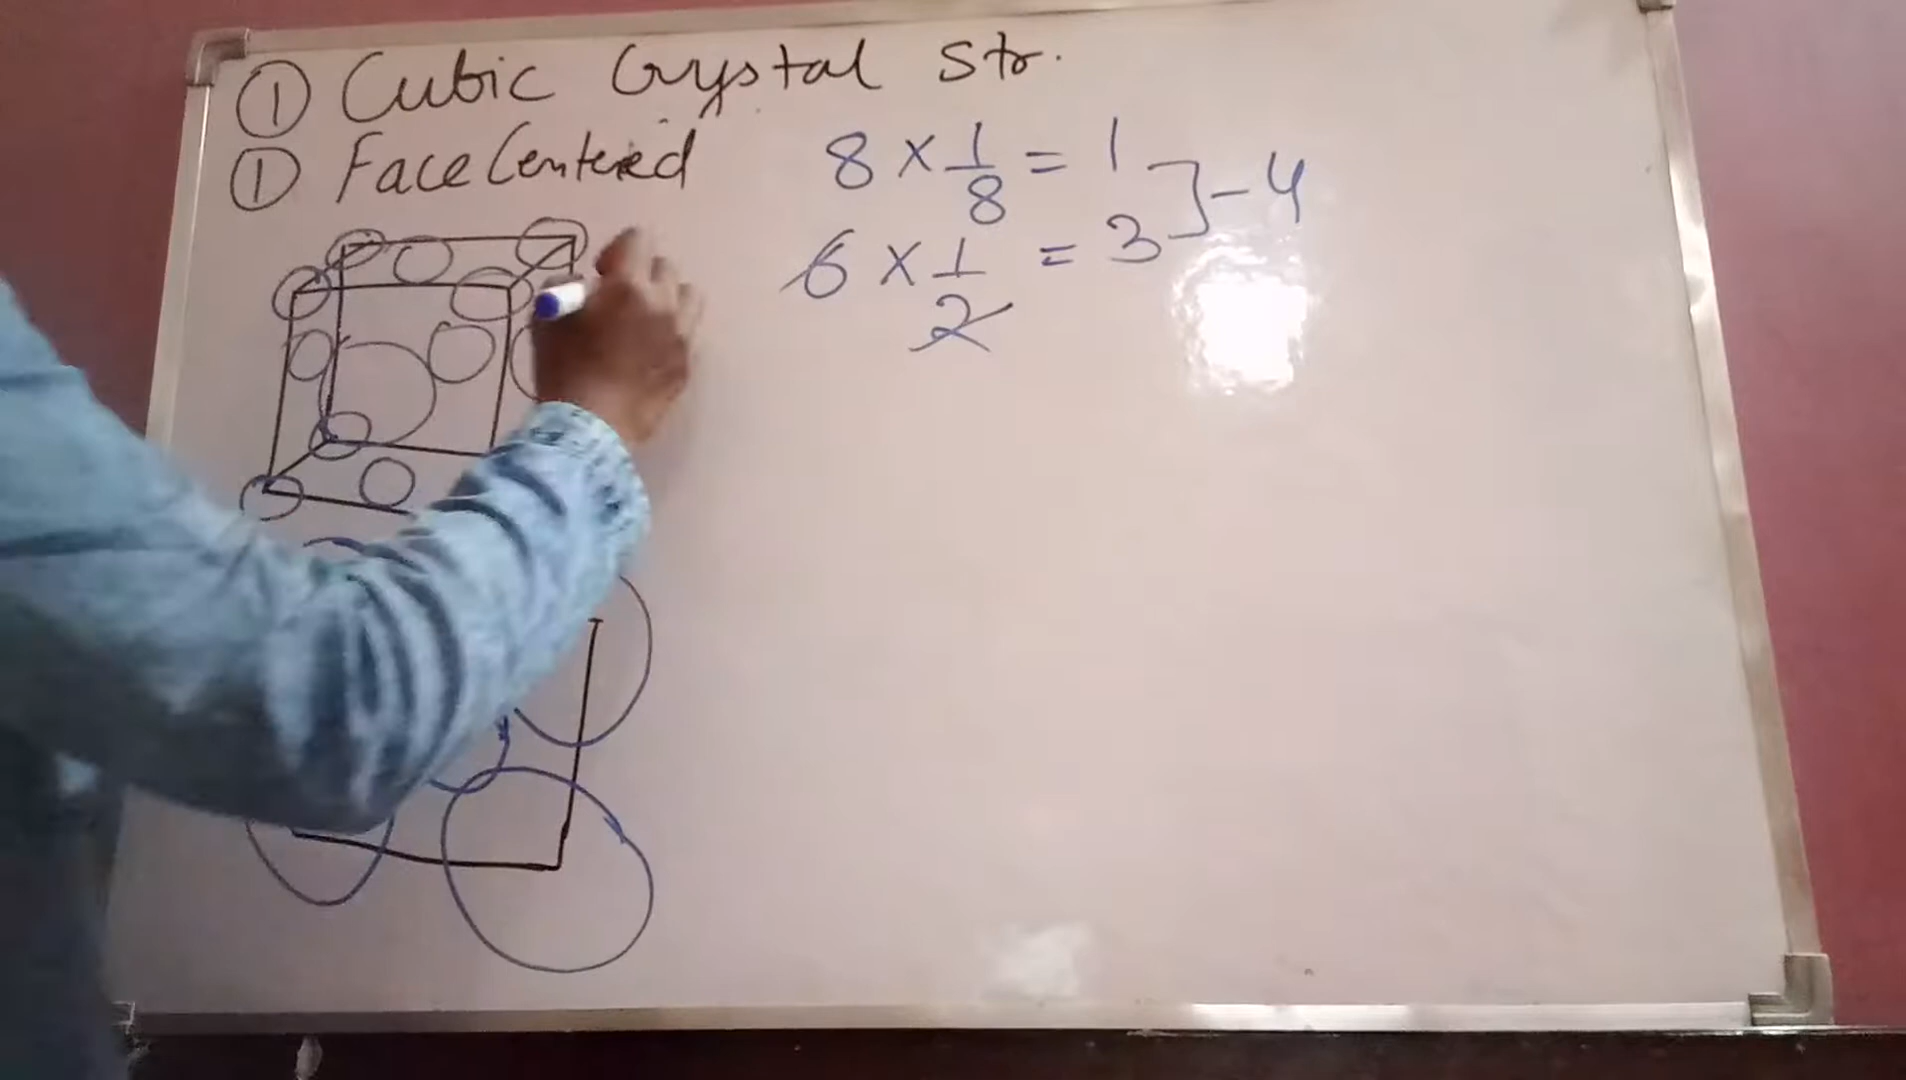 ① Cubic Crystal Str.
① Face Centered
8 × 1/8 = 1
6 × 1/2 = 3 ] - 4